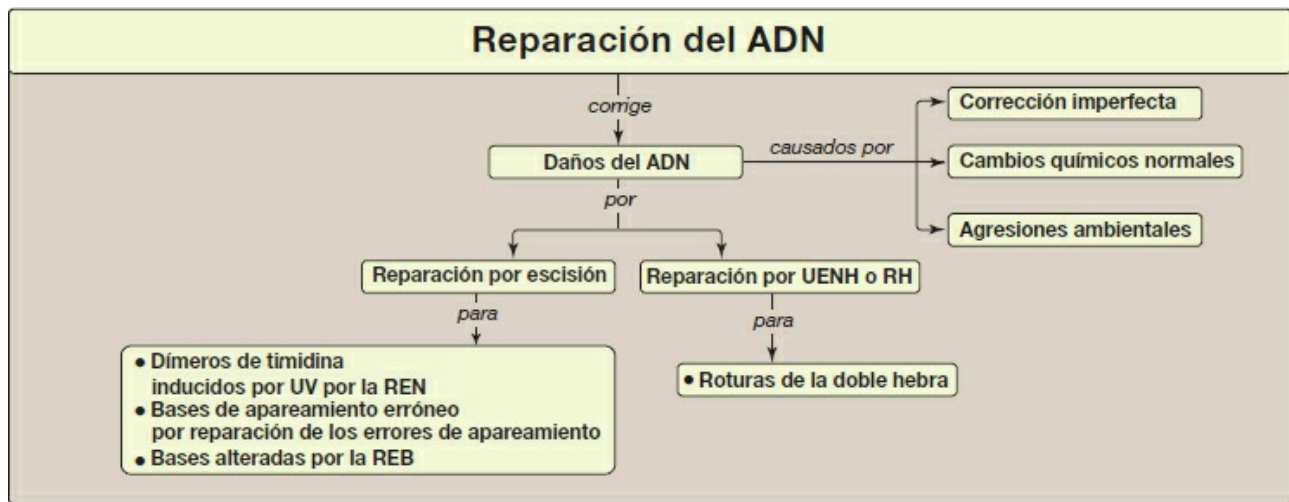 Reparación del ADN
corrige
Corrección imperfecta
Daños del ADN
causados por
Cambios químicos normales
por
Agresiones ambientales
Reparación por escisión
Reparación por UENH o RH
para
para
● Dímeros de timidina
inducidos por UV por la REN
● Bases de apareamiento erróneo
por reparación de los errores de apareamiento
● Bases alteradas por la REB
● Roturas de la doble hebra